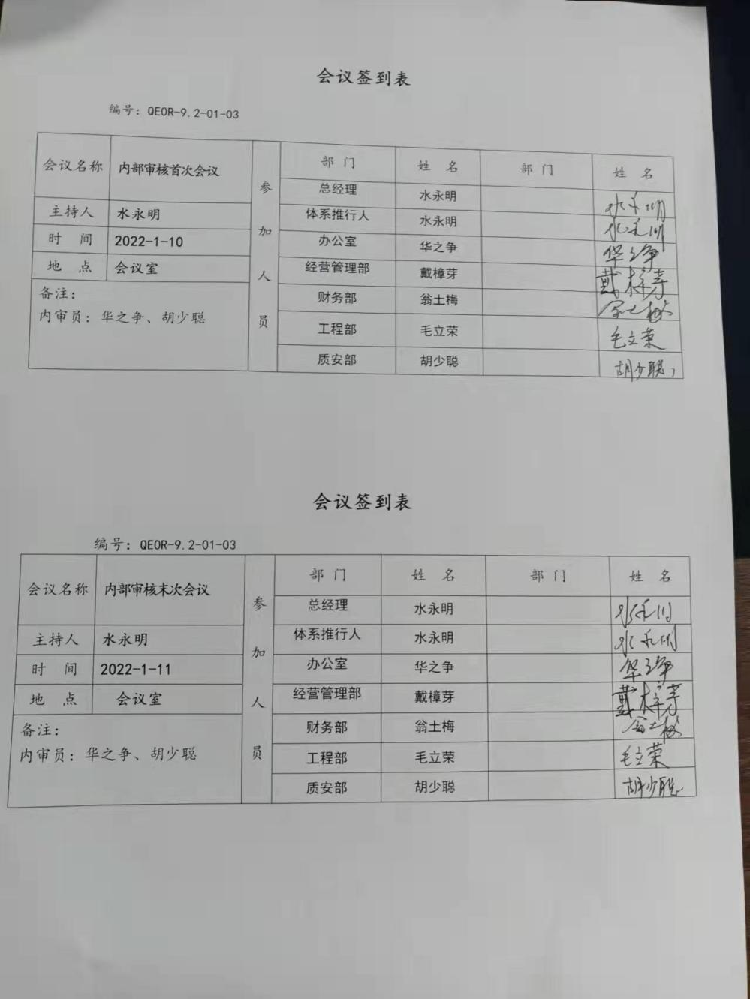 会议签到表
编号：QEOR-9.2-01-03
会议名称 内部审核首次会议 参加人员 部 门 姓 名 部 门 姓 名
总经理 水永明 水永明
主持人 水永明 体系推行人 水永明 水永明
时 间 2022-1-10 办公室 华之争 华之争
地 点 会议室 经营管理部 戴樟芽 戴樟芽
备注： 财务部 翁土梅
内审员：华之争、胡少聪 工程部 毛立荣 毛立荣
质安部 胡少聪 胡少聪
会议签到表
编号：QEOR-9.2-01-03
会议名称 内部审核末次会议 参加人员 部 门 姓 名 部 门 姓 名
总经理 水永明 水永明
主持人 水永明 体系推行人 水永明 水永明
时 间 2022-1-11 办公室 华之争 华之争
地 点 会议室 经营管理部 戴樟芽 戴樟芽
备注： 财务部 翁土梅
内审员：华之争、胡少聪 工程部 毛立荣 毛立荣
质安部 胡少聪 胡少聪